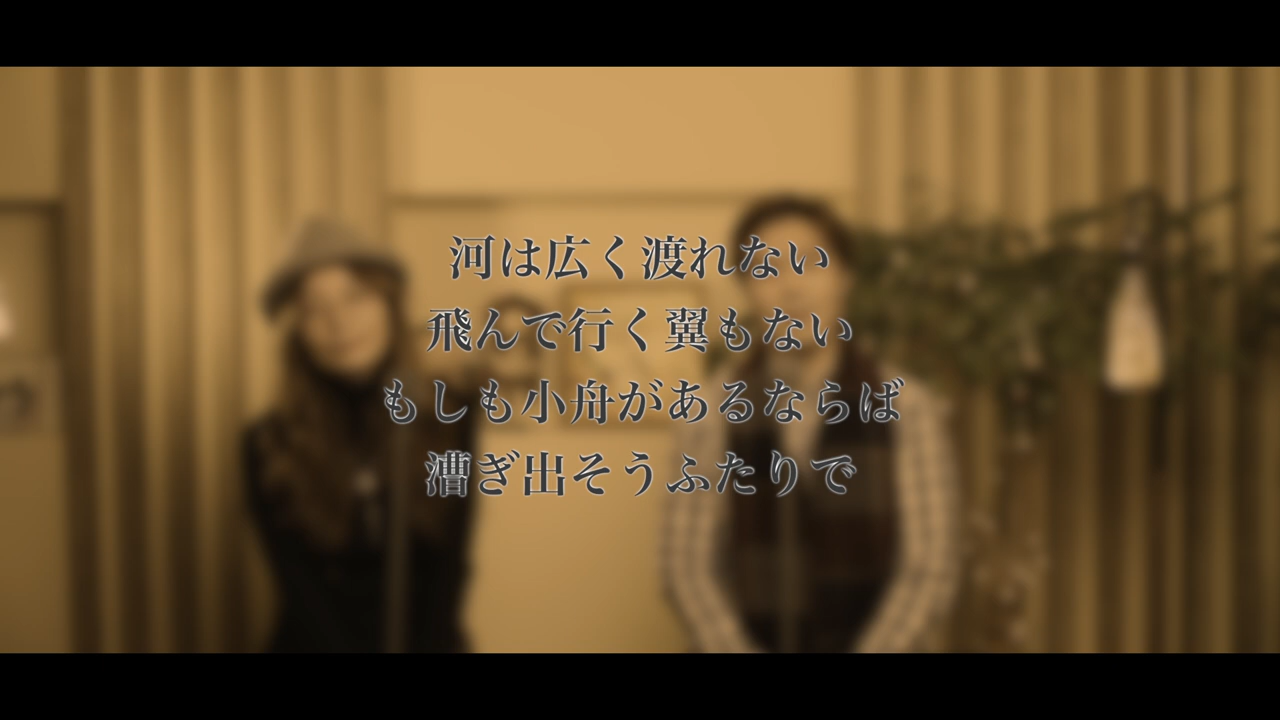 河は広く渡れない
飛んで行く翼もない
もしも小舟があるならば
漕ぎ出そうふたりで